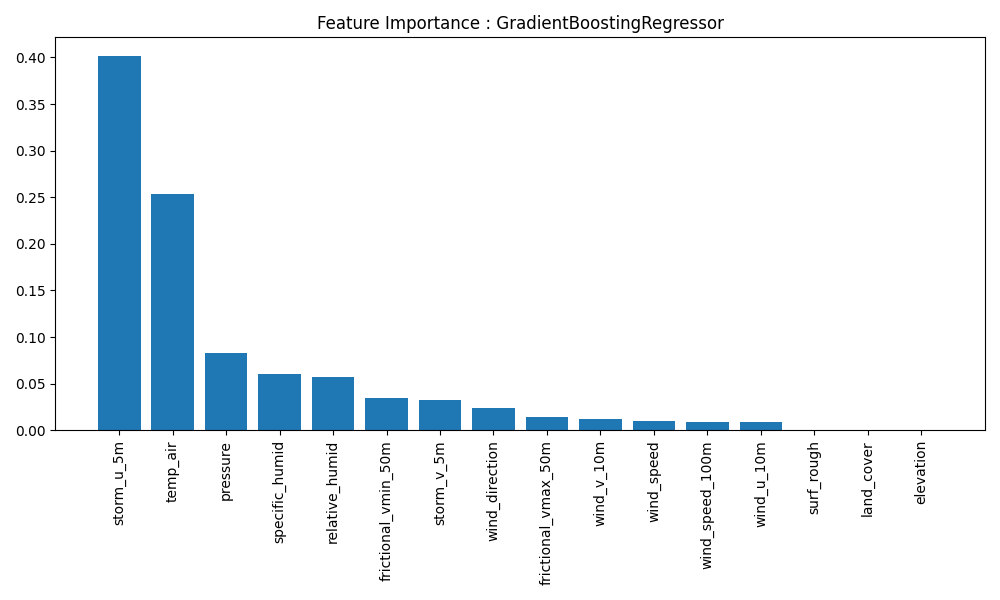 Feature Importance : GradientBoostingRegressor
0.40
0.35
0.30
0.25
0.20
0.15
0.10
0.05
0.00
storm_u_5m
temp_air
pressure
specific_humid
relative_humid
frictional_vmin_50m
storm_v_5m
wind_direction
frictional_vmax_50m
wind_v_10m
wind_speed
wind_speed_100m
wind_u_10m
surf_rough
land_cover
elevation